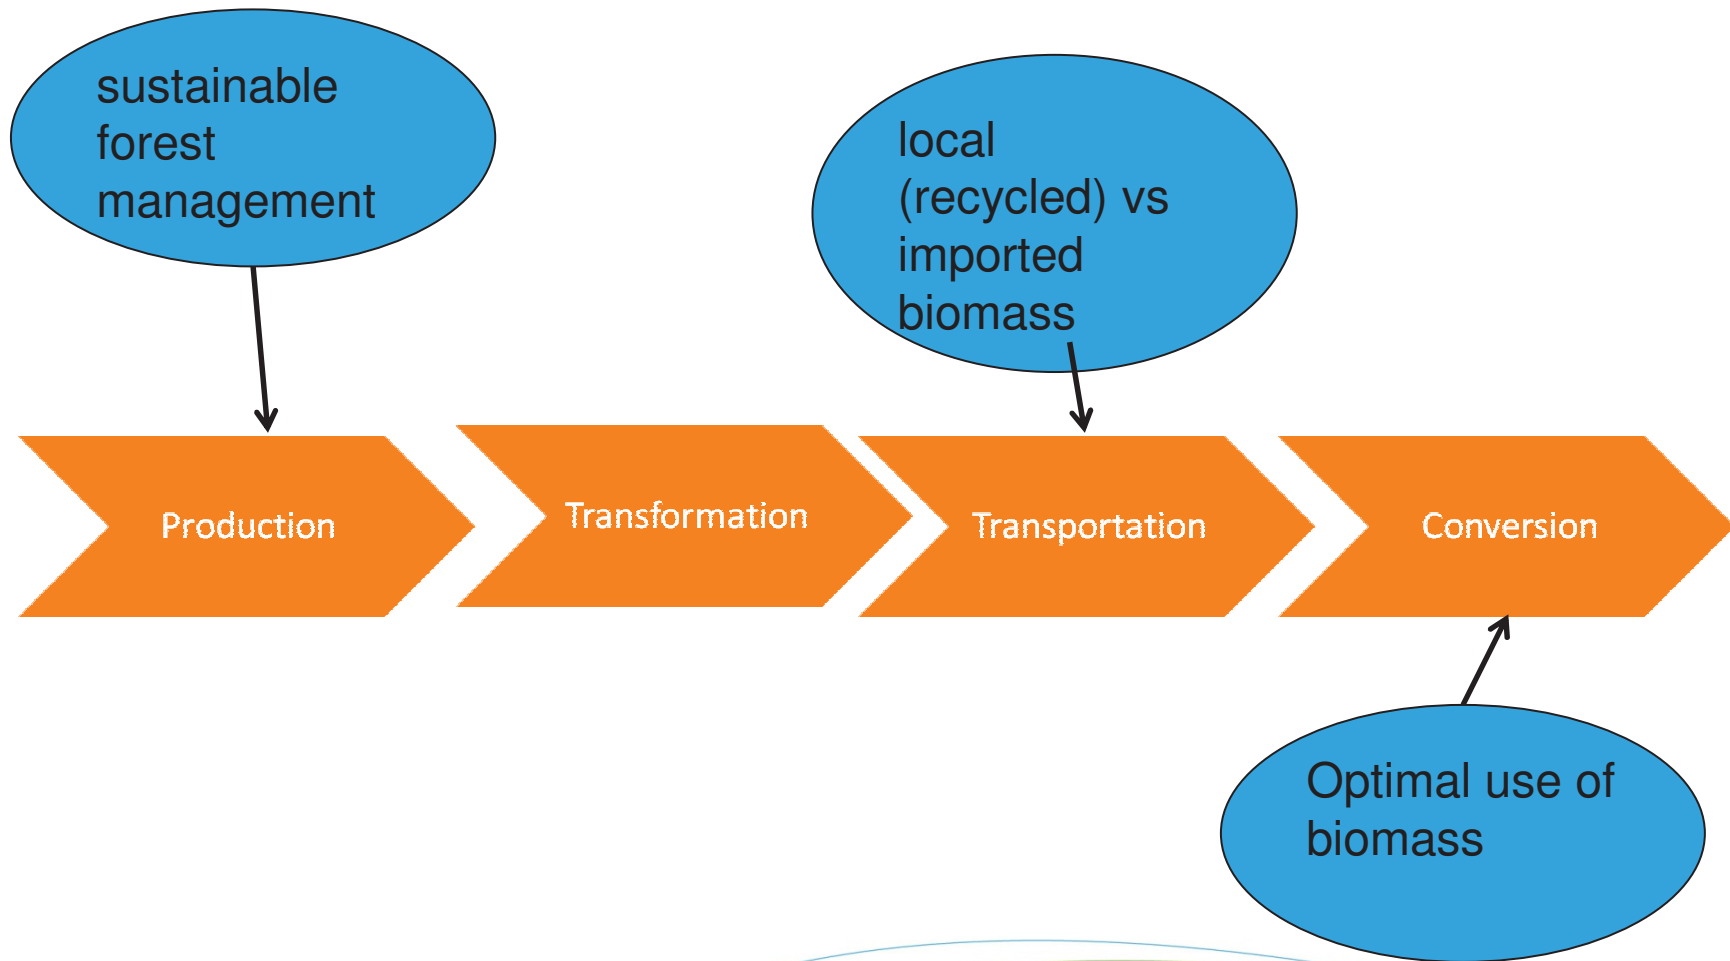 sustainable
forest
management
local
(recycled) vs
imported
biomass
Production
Transformation
Transportation
Conversion
Optimal use of
biomass